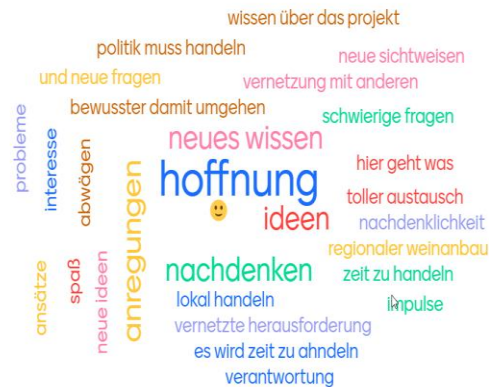 wissen über das projekt
politik muss handeln
neue sichtweisen
und neue fragen
vernetzung mit anderen
bewusster damit umgehen
schwierige fragen
probleme
interesse
abwägen
neues wissen
hier geht was
hoffnung
toller austausch
anregungen
ideen
nachdenklichkeit
regionaler weinanbau
ansätze
spaß
neue ideen
nachdenken
zeit zu handeln
lokal handeln
impulse
vernetzte herausforderung
es wird zeit zu ahndeln
verantwortung